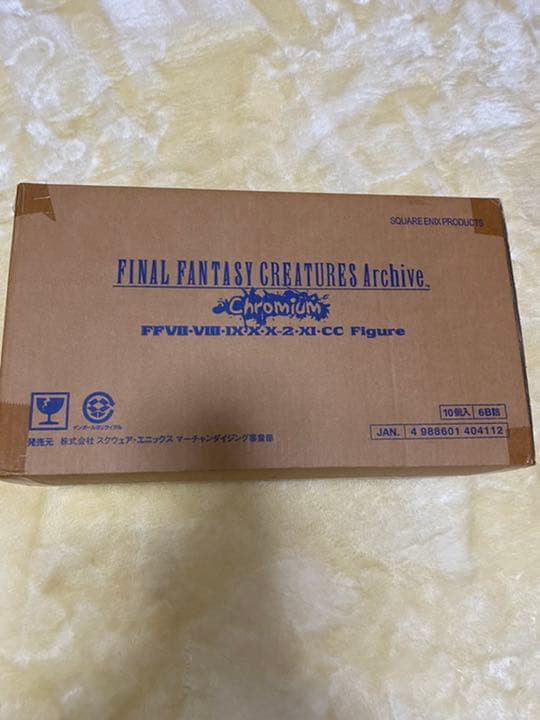 SQUARE ENIX PRODUCTS
FINAL FANTASY CREATURES Archive™
Chromium
FFVII·VIII·IX·X·X-2·XI·CC Figure
10個入 6B詰
ダンボールはリサイクル
JAN. 4 988601 404112
発売元 株式会社 スクウェア・エニックス マーチャンダイジング事業部